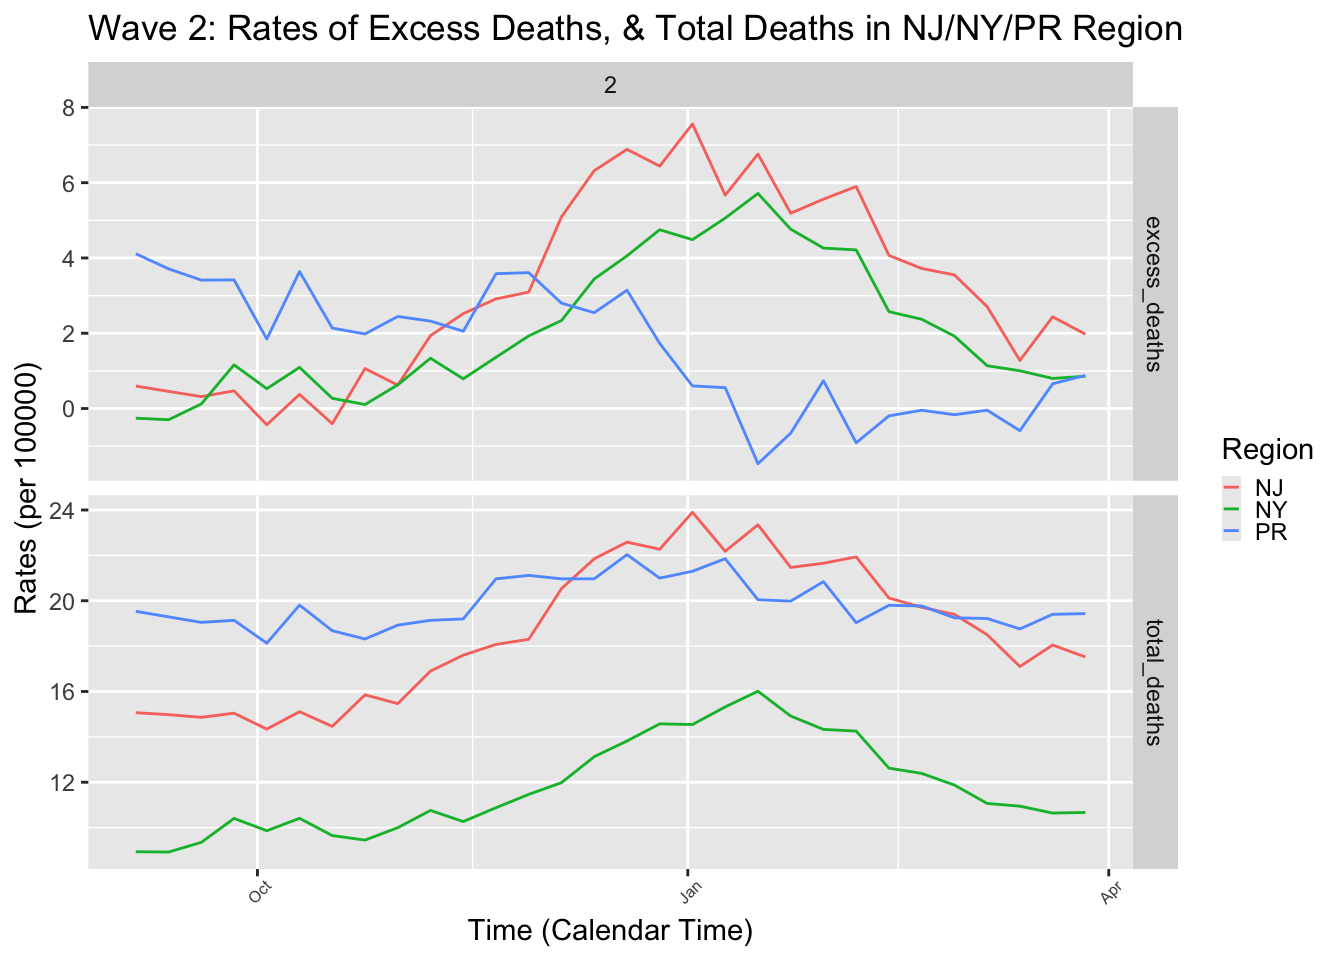 Wave 2: Rates of Excess Deaths, & Total Deaths in NJ/NY/PR Region
2
8
6
4
2
0
excess_deaths
24
20
16
12
total_deaths
Rates (per 100000)
Oct
Jan
Apr
Time (Calendar Time)
Region
NJ
NY
PR